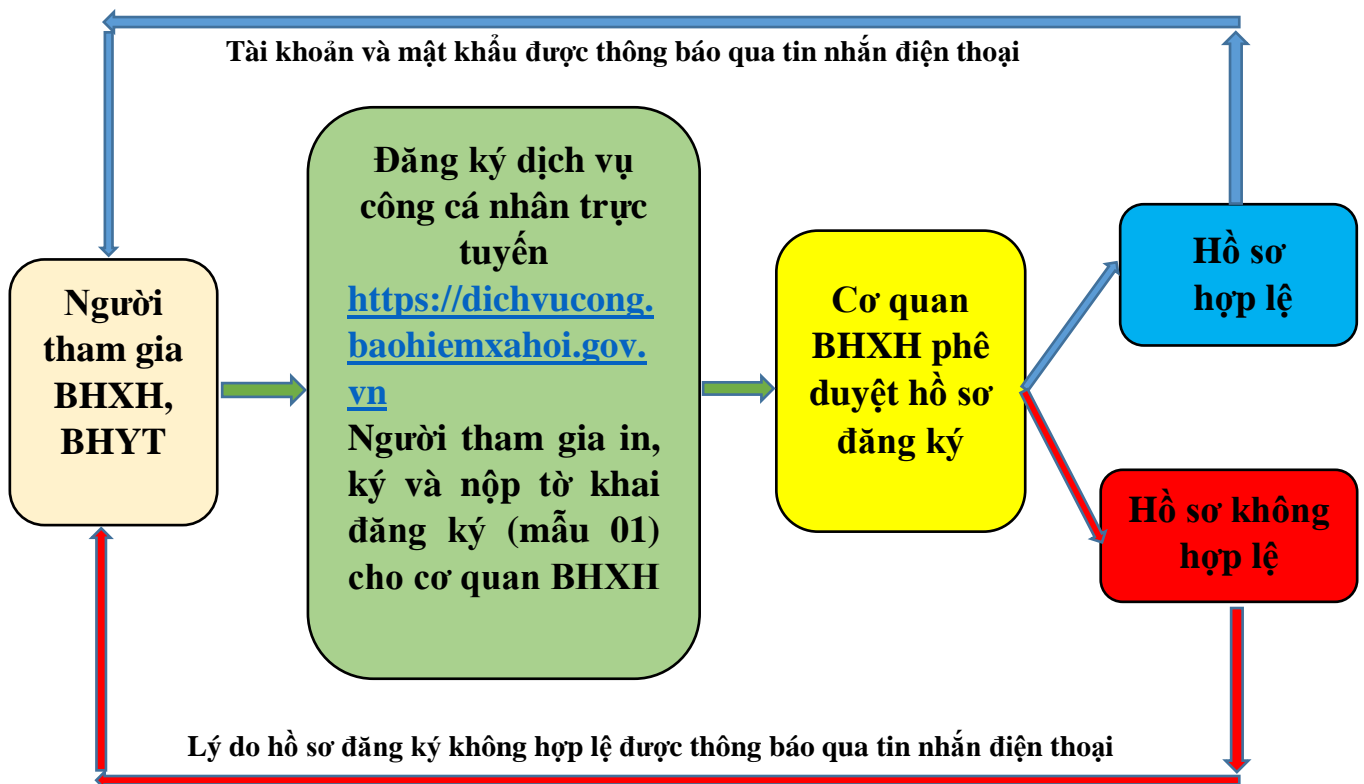 Tài khoản và mật khẩu được thông báo qua tin nhắn điện thoại
Người
tham gia
BHXH,
BHYT
Đăng ký dịch vụ
công cá nhân trực
tuyến
https://dichvucong.
baohiemxahoi.gov.
vn
Người tham gia in,
ký và nộp tờ khai
đăng ký (mẫu 01)
cho cơ quan BHXH
Cơ quan
BHXH phê
duyệt hồ sơ
đăng ký
Hồ sơ
hợp lệ
Hồ sơ không
hợp lệ
Lý do hồ sơ đăng ký không hợp lệ được thông báo qua tin nhắn điện thoại